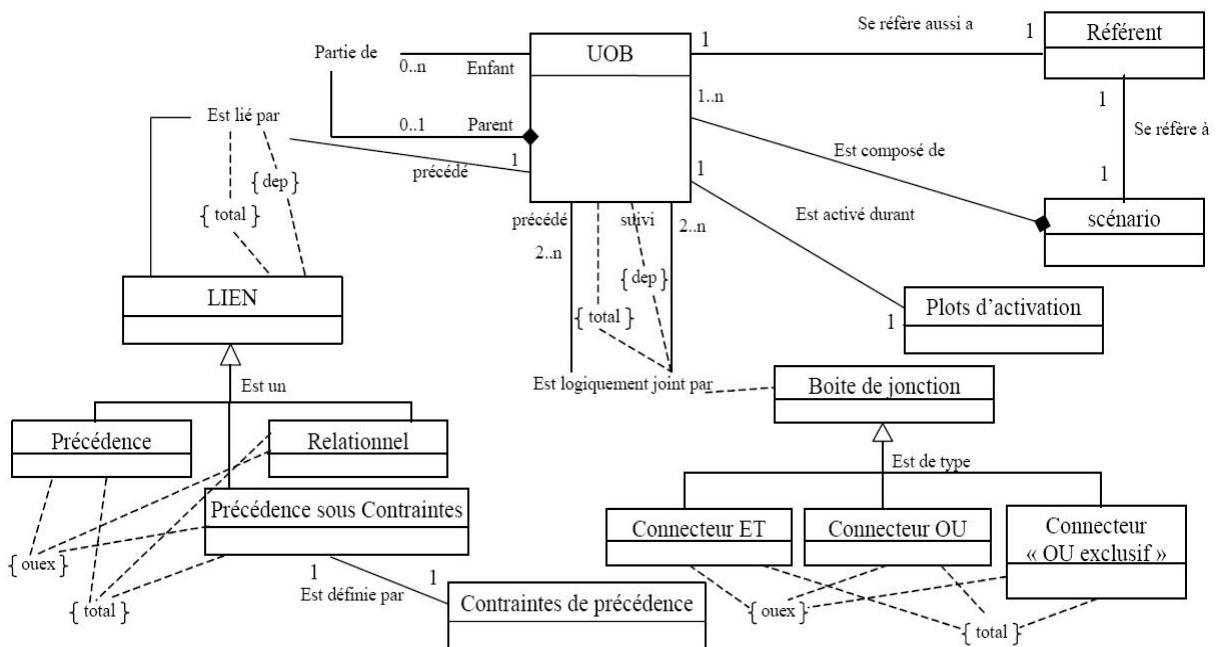 Se réfère aussi a
Partie de
0..n
Enfant
UOB
1
1
Référent
1..n
1
Est lié par
0..1
Parent
1
précédé
Est composé de
Se réfère à
{ dep }
{ total }
1
1
Est activé durant
scénario
précédé
suivi
2..n
2..n
{ dep }
{ total }
LIEN
1
Plots d’activation
Est un
Est logiquement joint par
Boite de jonction
Précédence
Relationnel
Est de type
Précédence sous Contraintes
Connecteur ET
Connecteur OU
Connecteur
« OU exclusif »
{ ouex }
{ total }
1
1
Est définie par
Contraintes de précédence
{ ouex }
{ total }